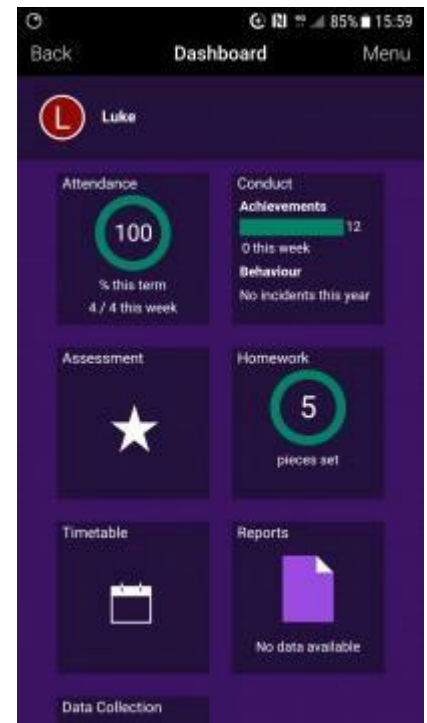 85% 15:59
Back Dashboard Menu
L Luke
Attendance
100
% this term
4 / 4 this week
Conduct
Achievements
12
0 this week
Behaviour
No incidents this year
Assessment
Homework
5
pieces set
Timetable
Reports
No data available
Data Collection